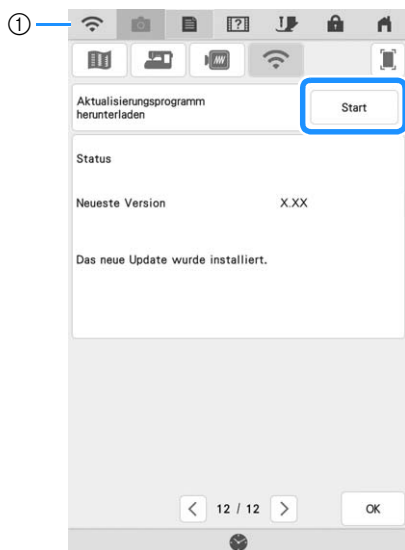 ①
Aktualisierungsprogramm
herunterladen
Start
Status
Neueste Version X.XX
Das neue Update wurde installiert.
12 / 12
OK